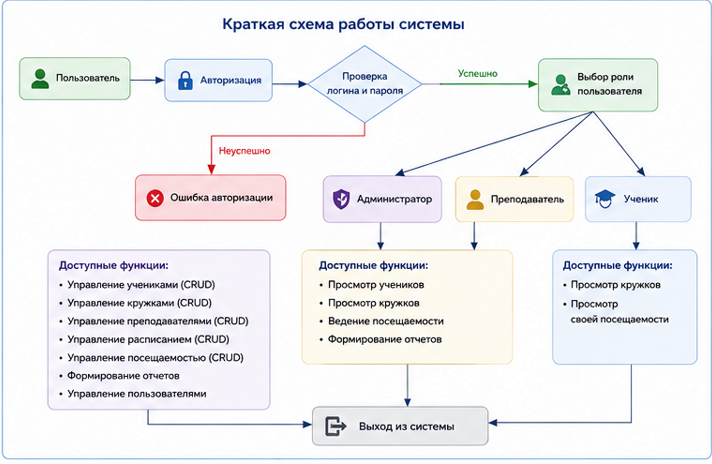 Краткая схема работы системы
Пользователь
Авторизация
Проверка
логина и пароля
Успешно
Выбор роли
пользователя
Неуспешно
Ошибка авторизации
Администратор
Преподаватель
Ученик
Доступные функции:
• Управление учениками (CRUD)
• Управление кружками (CRUD)
• Управление преподавателями (CRUD)
• Управление расписанием (CRUD)
• Управление посещаемостью (CRUD)
• Формирование отчетов
• Управление пользователями
Доступные функции:
• Просмотр учеников
• Просмотр кружков
• Ведение посещаемости
• Формирование отчетов
Доступные функции:
• Просмотр кружков
• Просмотр
своей посещаемости
Выход из системы